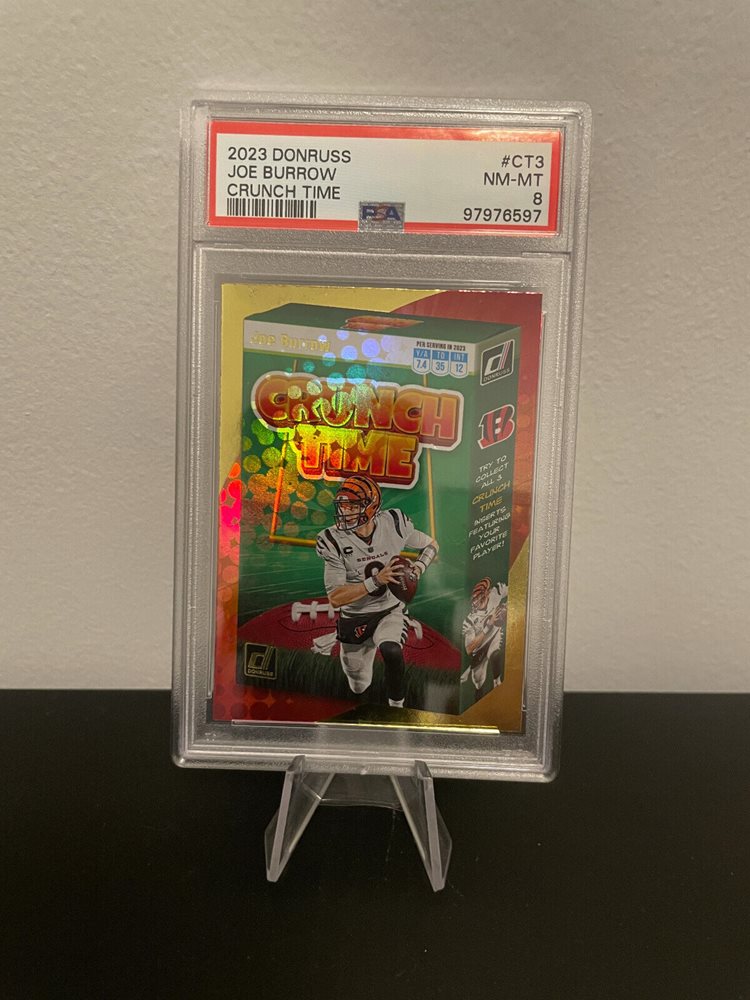 2023 DONRUSS
#CT3
JOE BURROW
NM-MT
CRUNCH TIME
8
PSA
97976597
Joe Burrow
PER SERVING IN 2023
Y/A TD INT
7.4 35 12
DONRUSS
B
CRUNCH
TIME
TRY TO
COLLECT
ALL 3
CRUNCH
TIME
INSERTS
FEATURING
YOUR
FAVORITE
PLAYER!
BENGALS
9
DONRUSS